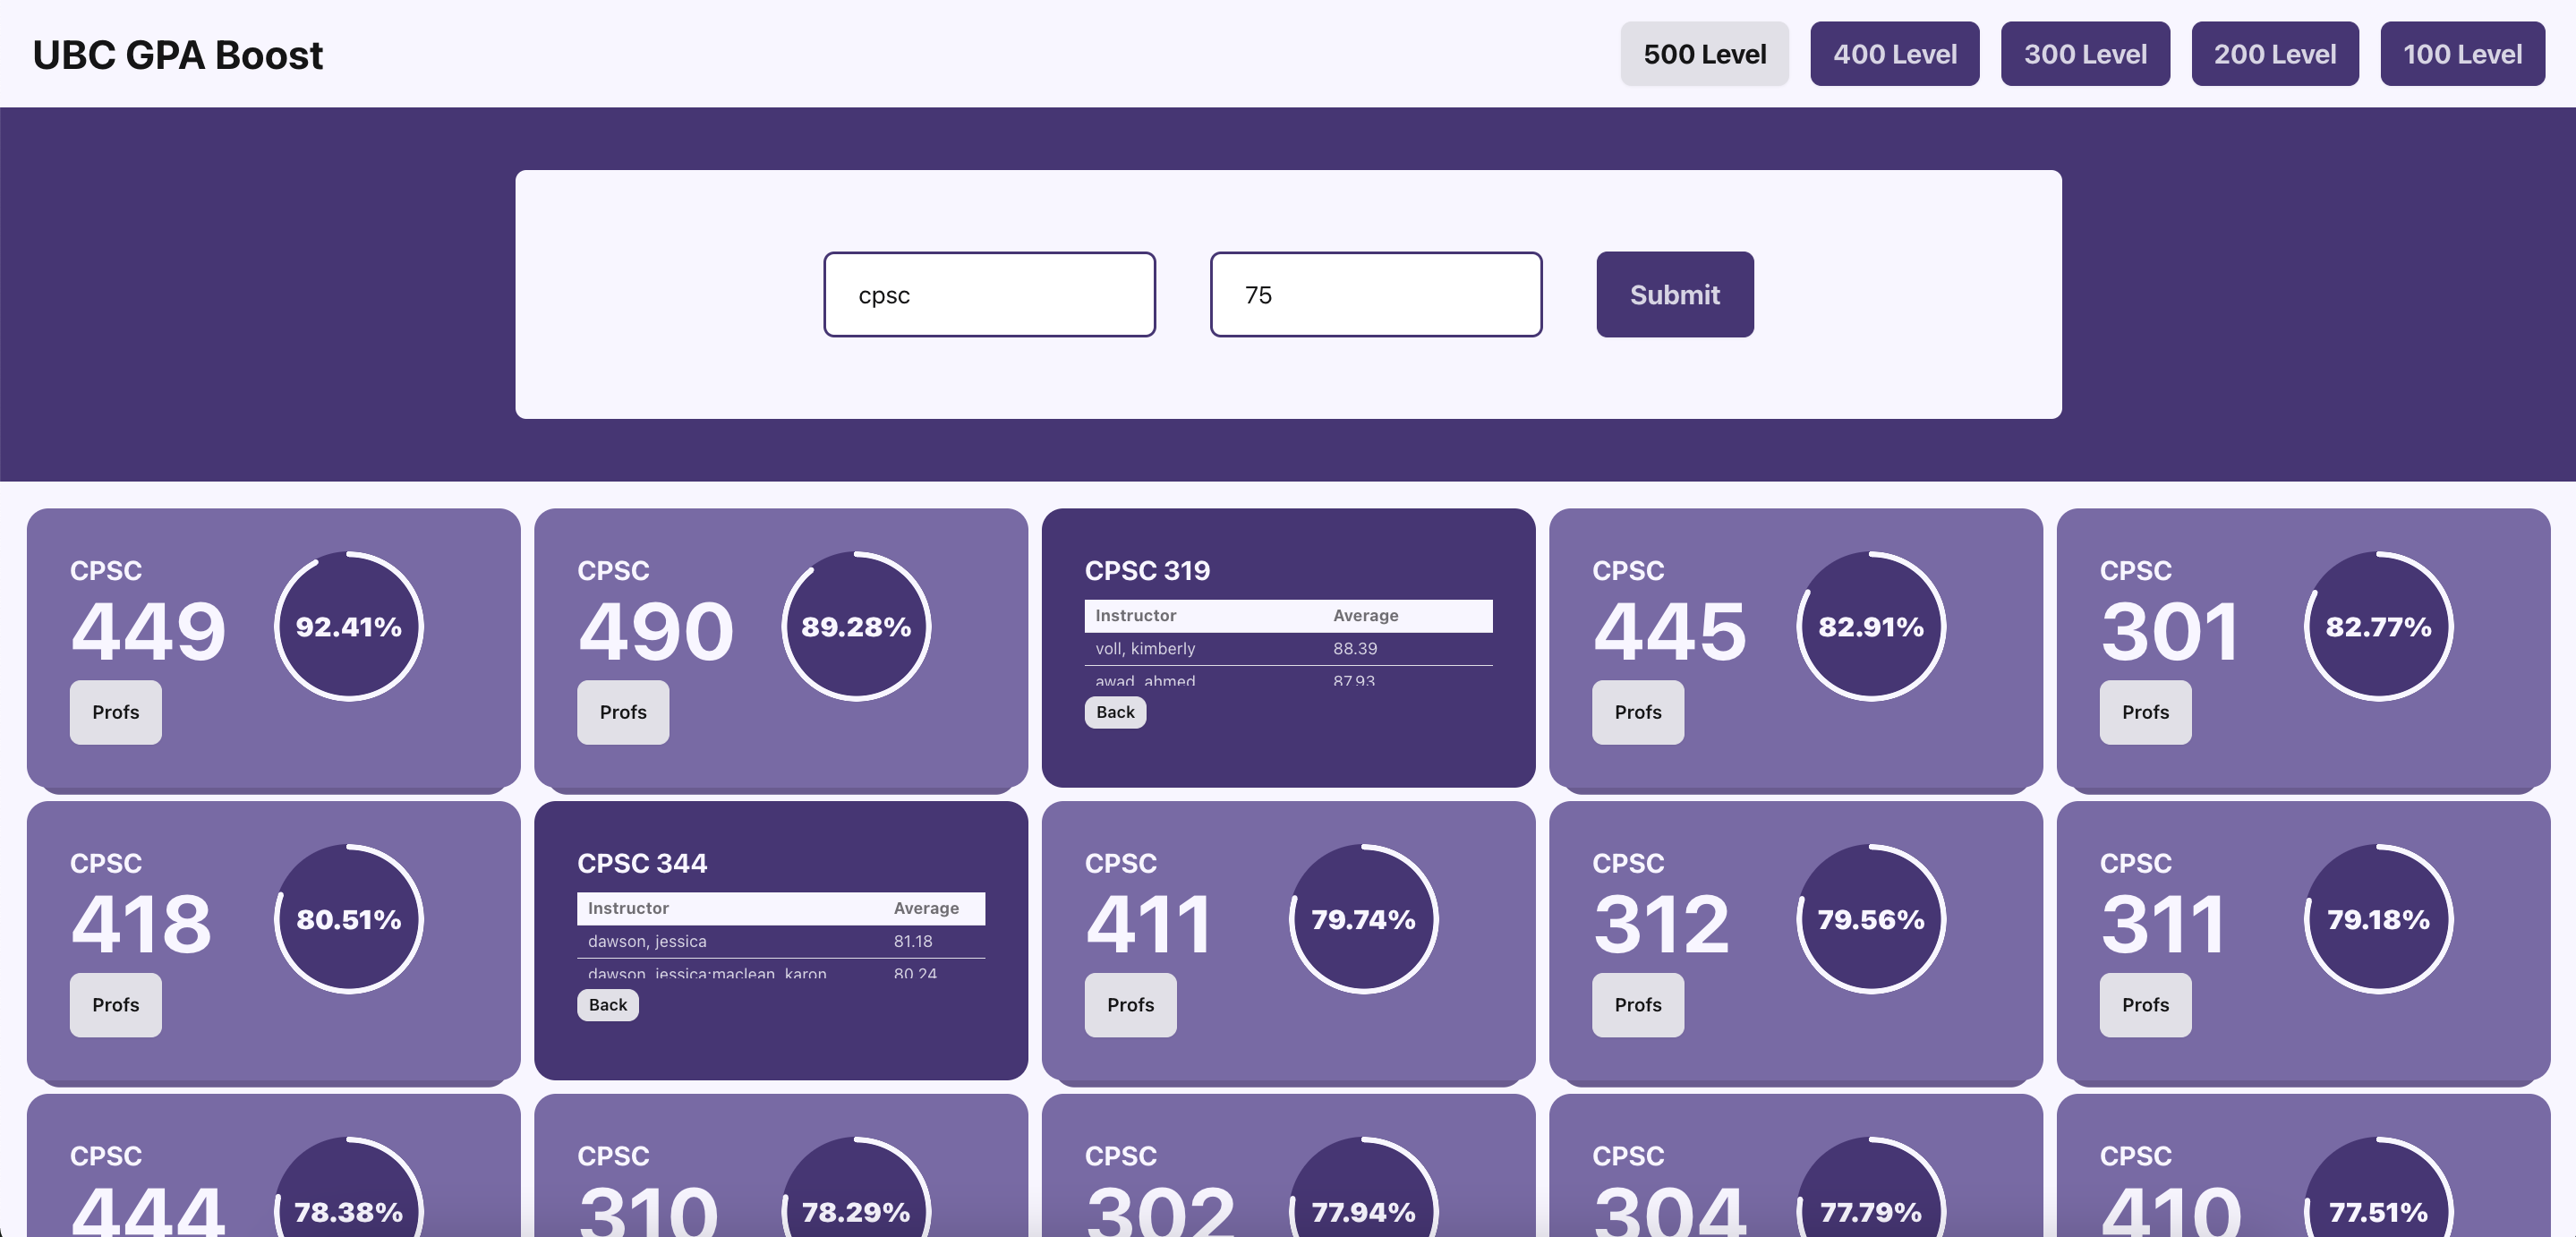 UBC GPA Boost
500 Level
400 Level
300 Level
200 Level
100 Level
cpsc
75
Submit
CPSC
449
92.41%
Profs
CPSC
490
89.28%
Profs
CPSC 319
Instructor Average
voll, kimberly 88.39
awad, ahmed 87.93
Back
CPSC
445
82.91%
Profs
CPSC
301
82.77%
Profs
CPSC
418
80.51%
Profs
CPSC 344
Instructor Average
dawson, jessica 81.18
dawson, jessica;maclean, karon 80.24
Back
CPSC
411
79.74%
Profs
CPSC
312
79.56%
Profs
CPSC
311
79.18%
Profs
CPSC
444
78.38%
CPSC
310
78.29%
CPSC
302
77.94%
CPSC
304
77.79%
CPSC
410
77.51%